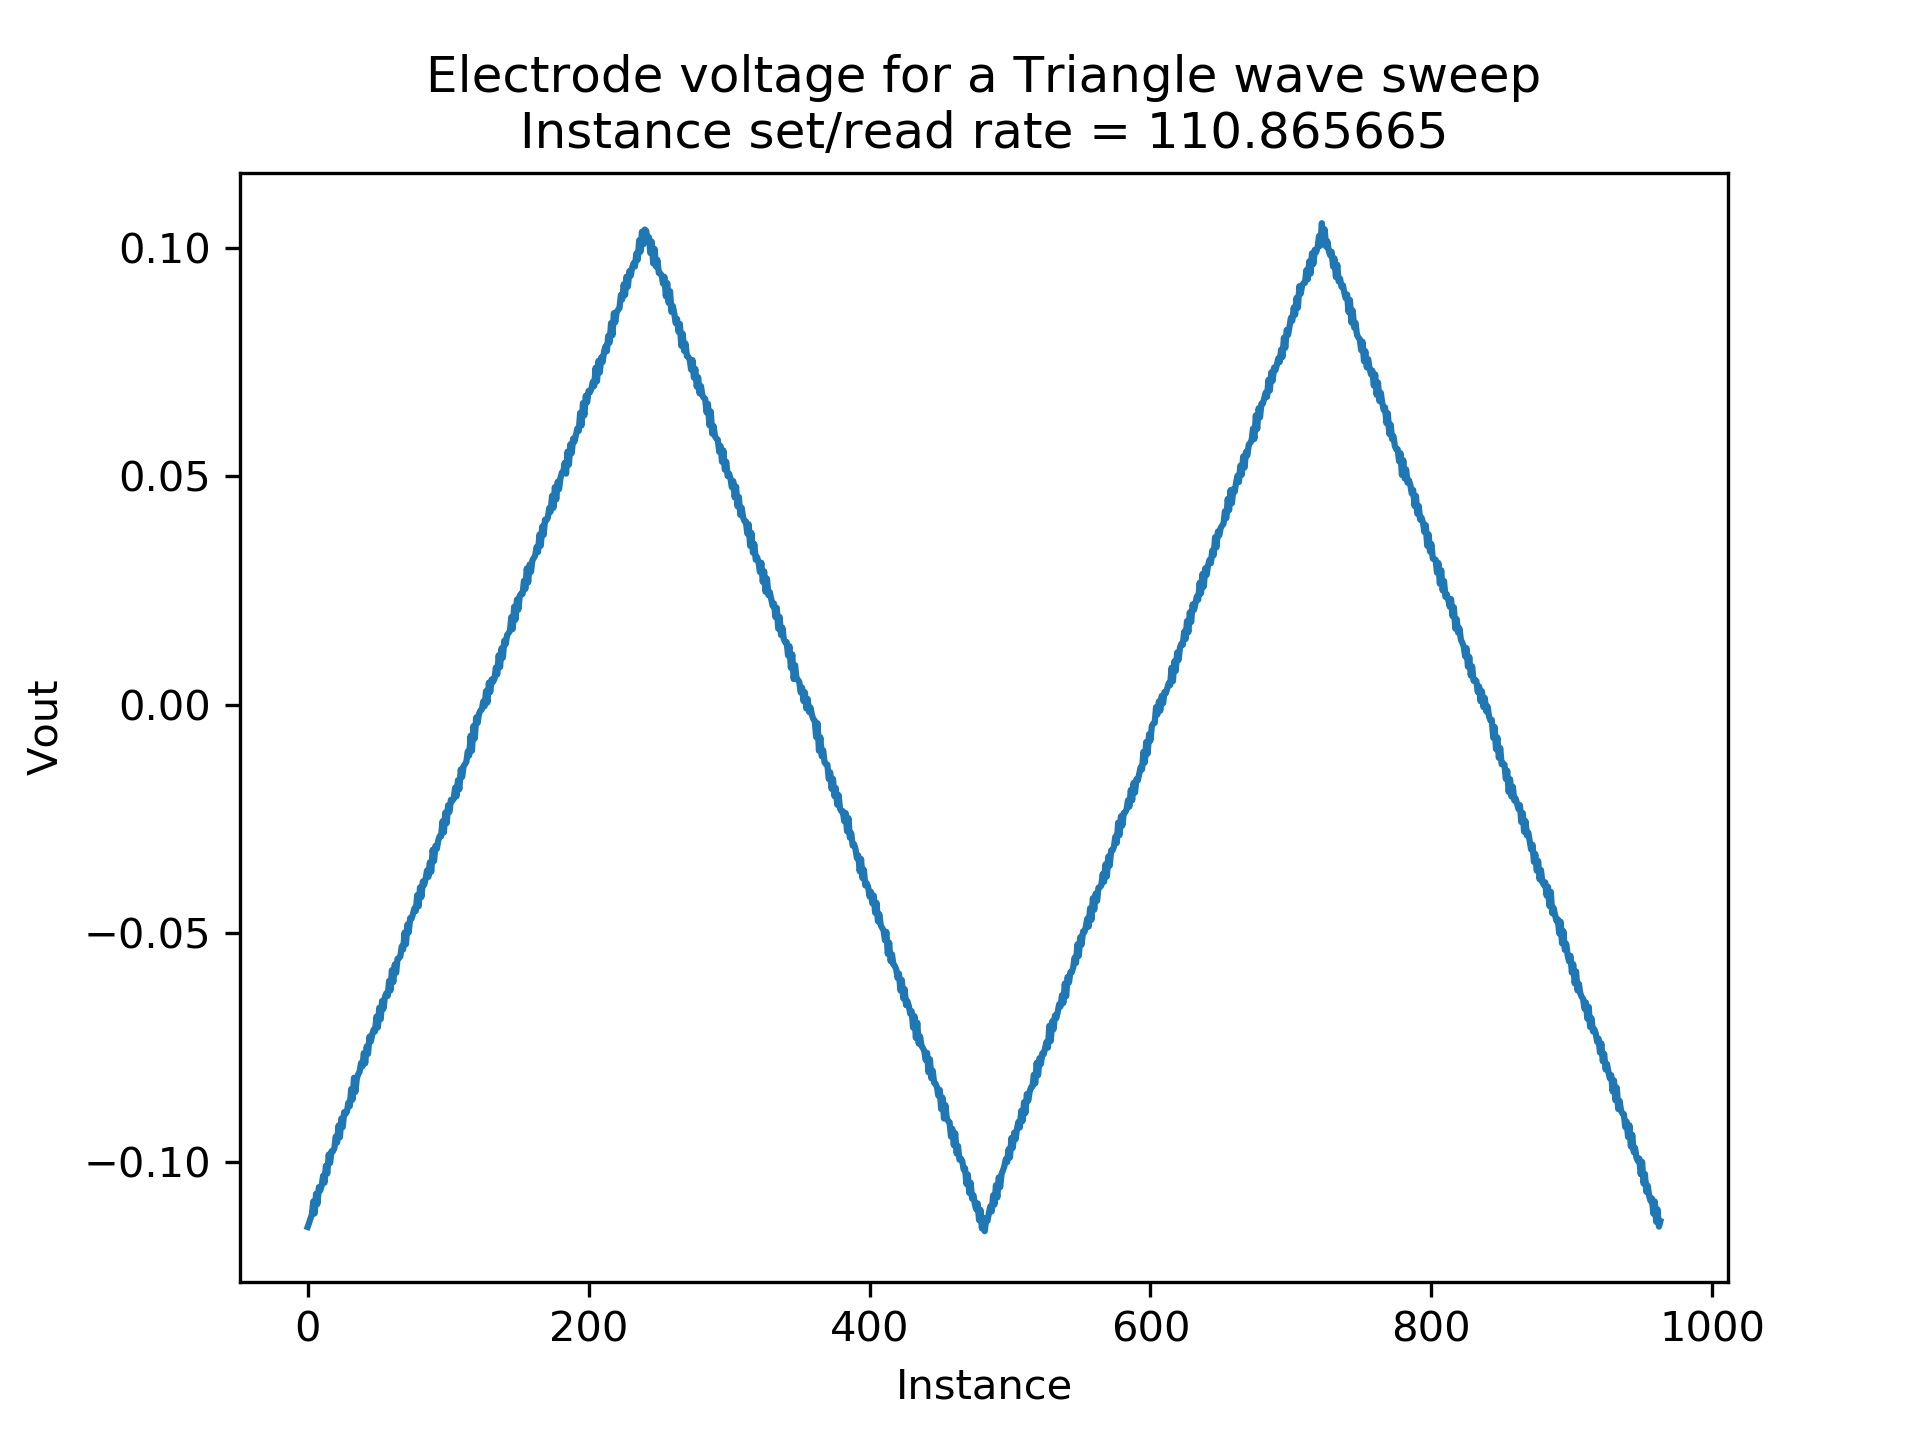 Electrode voltage for a Triangle wave sweep
Instance set/read rate = 110.865665
0.10
0.05
0.00
−0.05
−0.10
Vout
0 200 400 600 800 1000
Instance